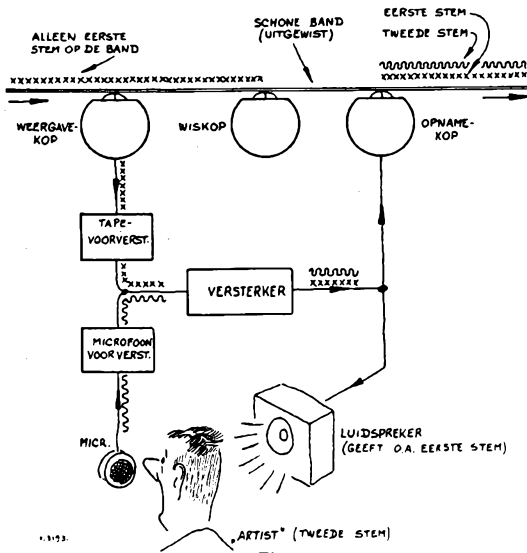 ALLEEN EERSTE
STEM OP DE BAND
SCHONE BAND
(UITGEWIST)
EERSTE STEM
TWEEDE STEM
WEERGAVE-
KOP
WISKOP
OPNAME-
KOP
TAPE-
VOORVERST.
VERSTERKER
MICROFOON
VOORVERST.
MICR.
LUIDSPREKER
(GEEFT O.A. EERSTE STEM)
„ARTIST" (TWEEDE STEM)